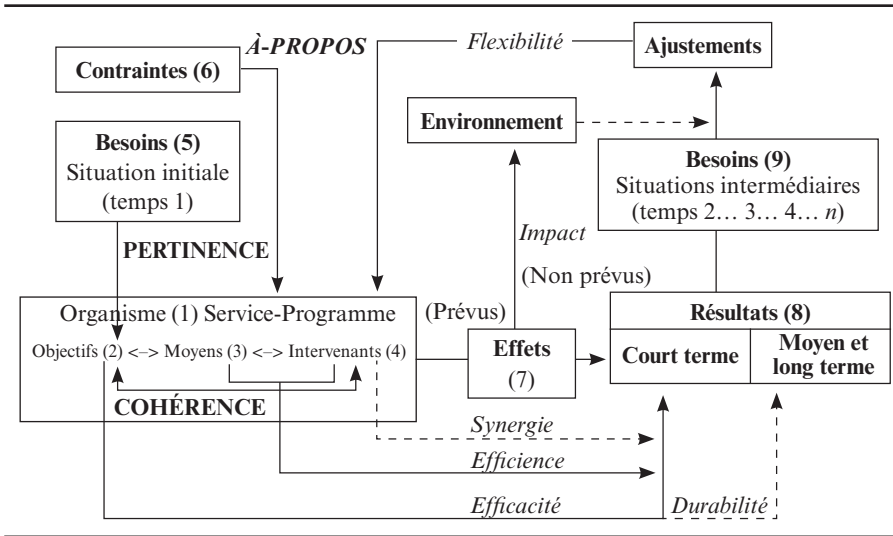 À-PROPOS
Flexibilité
Ajustements
Contraintes (6)
Environnement
Besoins (5)
Situation initiale
(temps 1)
Besoins (9)
Situations intermédiaires
(temps 2… 3… 4… n)
PERTINENCE
Impact
(Non prévus)
Organisme (1) Service-Programme
(Prévus)
Résultats (8)
Objectifs (2) <–> Moyens (3) <–> Intervenants (4)
Effets
(7)
Court terme
Moyen et
long terme
COHÉRENCE
Synergie
Efficience
Efficacité
Durabilité